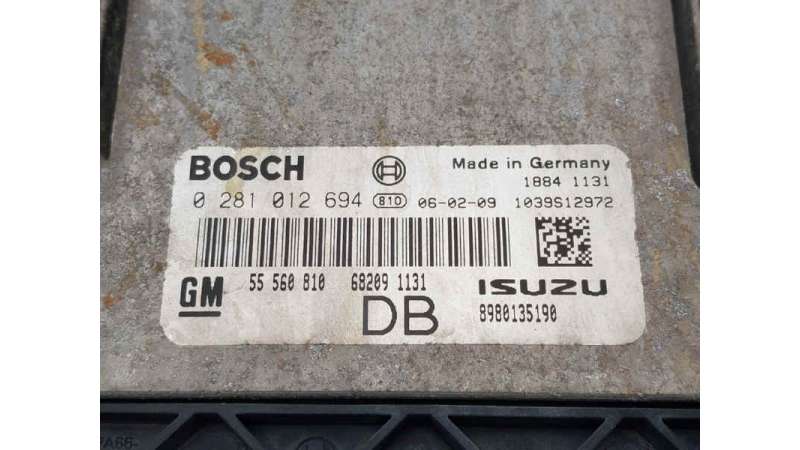 BOSCH Made in Germany
1884 1131
0 281 012 694 810 06-02-09 1039S12972
GM 55 560 810 68209 1131 ISUZU
DB 8980135190